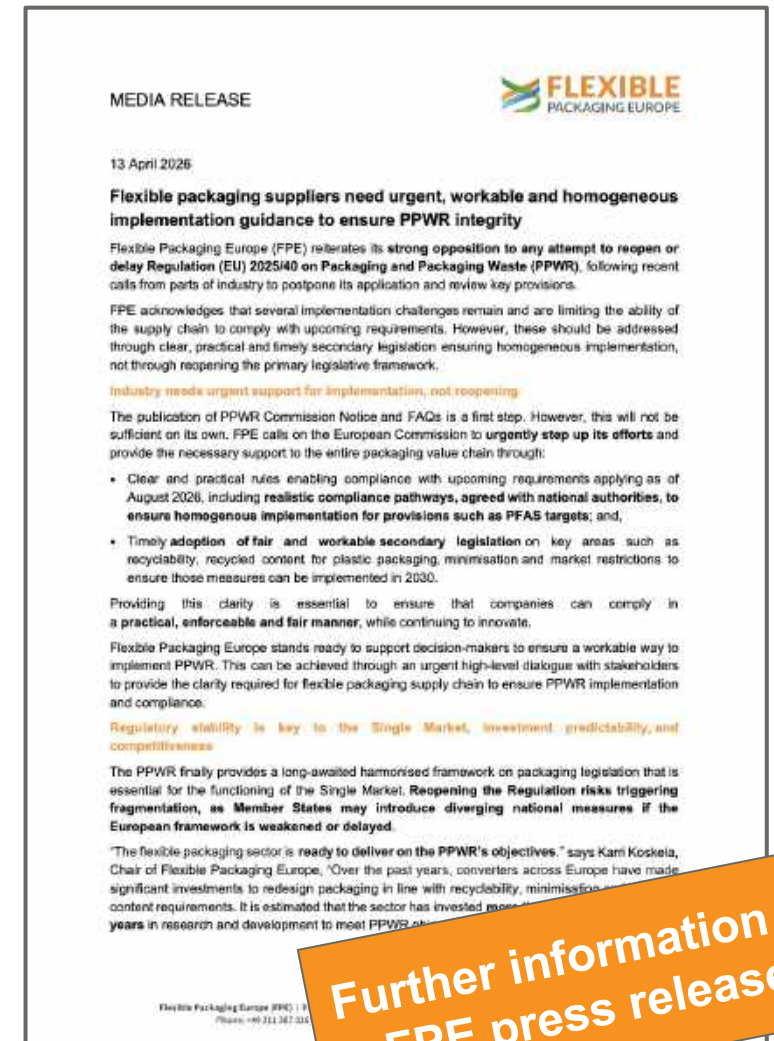 MEDIA RELEASE
FLEXIBLE
PACKAGING EUROPE
13 April 2026
Flexible packaging suppliers need urgent, workable and homogeneous
implementation guidance to ensure PPWR integrity
Flexible Packaging Europe (FPE) reiterates its strong opposition to any attempt to reopen or
delay Regulation (EU) 2025/40 on Packaging and Packaging Waste (PPWR), following recent
calls from parts of industry to postpone its application and review key provisions.
FPE acknowledges that several implementation challenges remain and are limiting the ability of
the supply chain to comply with upcoming requirements. However, these should be addressed
through clear, practical and timely secondary legislation ensuring homogeneous implementation,
not through reopening the primary legislative framework.
Industry needs urgent support for implementation, not reopening
The publication of PPWR Commission Notice and FAQs is a first step. However, this will not be
sufficient on its own. FPE calls on the European Commission to urgently step up its efforts and
provide the necessary support to the entire packaging value chain through:
• Clear and practical rules enabling compliance with upcoming requirements applying as of
August 2026, including realistic compliance pathways, agreed with national authorities, to
ensure homogenous implementation for provisions such as PFAS targets; and,
• Timely adoption of fair and workable secondary legislation on key areas such as
recyclability, recycled content for plastic packaging, minimisation and market restrictions to
ensure those measures can be implemented in 2030.
Providing this clarity is essential to ensure that companies can comply in
a practical, enforceable and fair manner, while continuing to innovate.
Flexible Packaging Europe stands ready to support decision-makers to ensure a workable way to
implement PPWR. This can be achieved through an urgent high-level dialogue with stakeholders
to provide the clarity required for flexible packaging supply chain to ensure PPWR implementation
and compliance.
Regulatory stability is key to the Single Market, investment predictability, and
competitiveness
The PPWR finally provides a long-awaited harmonised framework on packaging legislation that is
essential for the functioning of the Single Market. Reopening the Regulation risks triggering
fragmentation, as Member States may introduce diverging national measures if the
European framework is weakened or delayed.
"The flexible packaging sector is ready to deliver on the PPWR's objectives." says Karri Koskela,
Chair of Flexible Packaging Europe, "Over the past years, converters across Europe have made
significant investments to redesign packaging in line with recyclability, minimisation
content requirements. It is estimated that the sector has invested
years in research and development to meet PPWR
Flexible Packaging Europe (FPE) |
Further information
FPE press release